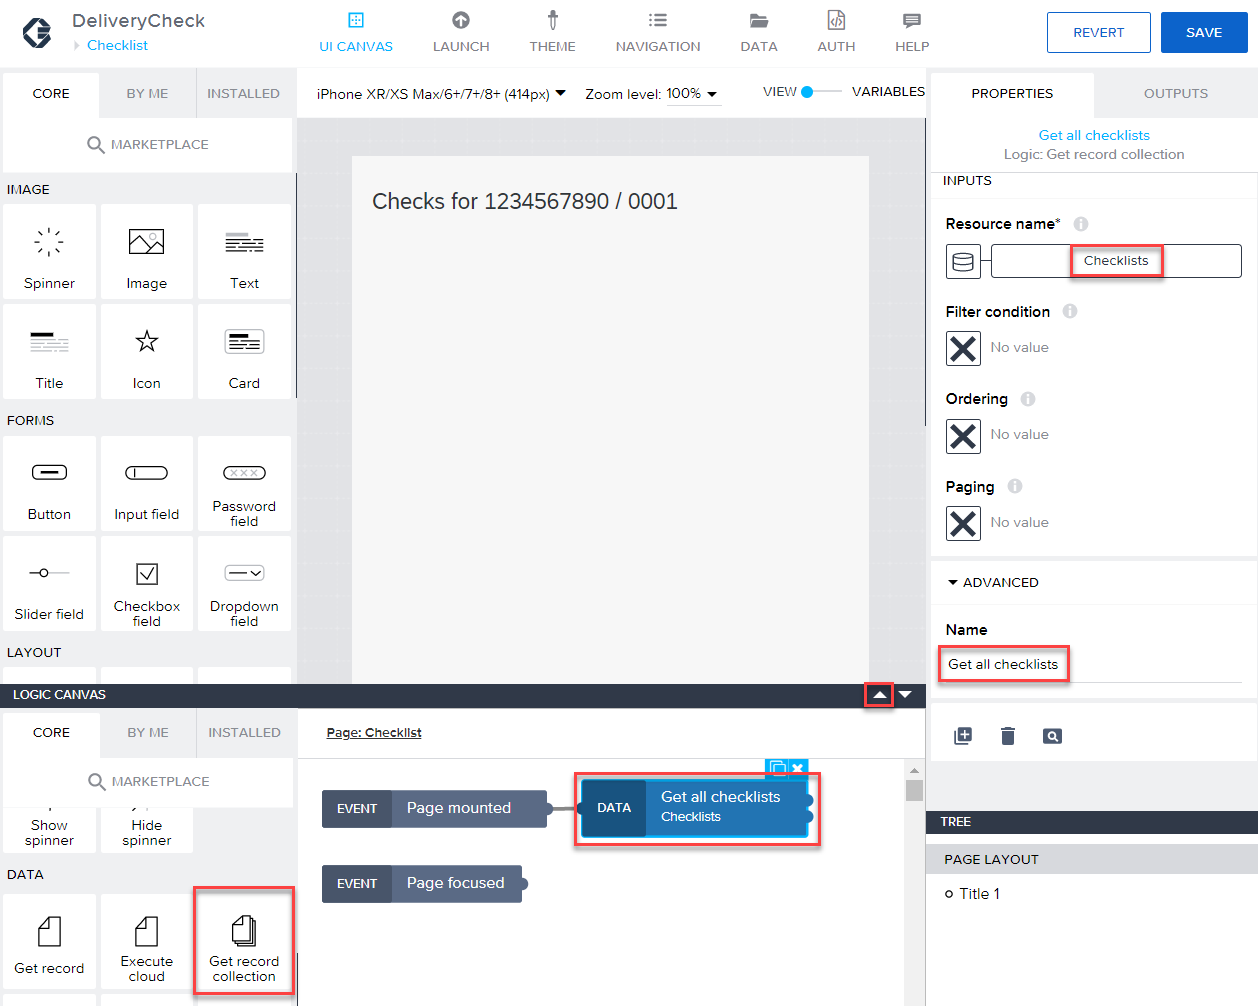 DeliveryCheck
Checklist
UI CANVAS
LAUNCH
THEME
NAVIGATION
DATA
AUTH
HELP
REVERT
SAVE
CORE
BY ME
INSTALLED
MARKETPLACE
iPhone XR/XS Max/6+/7+/8+ (414px)
Zoom level: 100%
VIEW
VARIABLES
PROPERTIES
OUTPUTS
Get all checklists
Logic: Get record collection
INPUTS
Resource name*
Checklists
Filter condition
No value
Ordering
No value
Paging
No value
ADVANCED
Name
Get all checklists
IMAGE
Spinner
Image
Text
Title
Icon
Card
FORMS
Button
Input field
Password
field
Slider field
Checkbox
field
Dropdown
field
LAYOUT
Checks for 1234567890 / 0001
LOGIC CANVAS
CORE
BY ME
INSTALLED
MARKETPLACE
Show
spinner
Hide
spinner
DATA
Get record
Execute
cloud
Get record
collection
Page: Checklist
EVENT
Page mounted
DATA
Get all checklists
Checklists
EVENT
Page focused
TREE
PAGE LAYOUT
Title 1